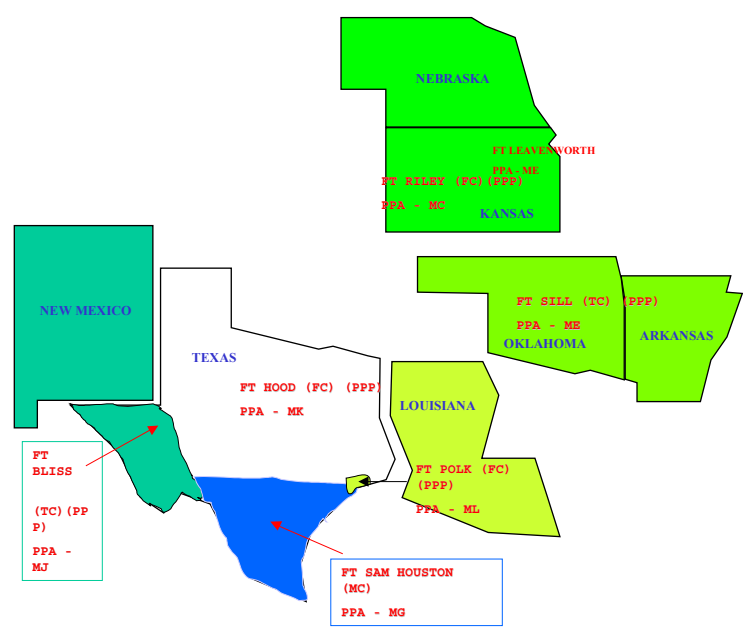 NEBRASKA
FT LEAVENWORTH
PPA - ME
FT RILEY (FC)(PPP)
PPA - MC
KANSAS
NEW MEXICO
FT SILL (TC) (PPP)
PPA - ME
OKLAHOMA
ARKANSAS
TEXAS
FT HOOD (FC) (PPP)
PPA - MK
LOUISIANA
FT
BLISS
(TC)(PP
P)
PPA -
MJ
FT POLK (FC)
(PPP)
PPA - ML
FT SAM HOUSTON
(MC)
PPA - MG